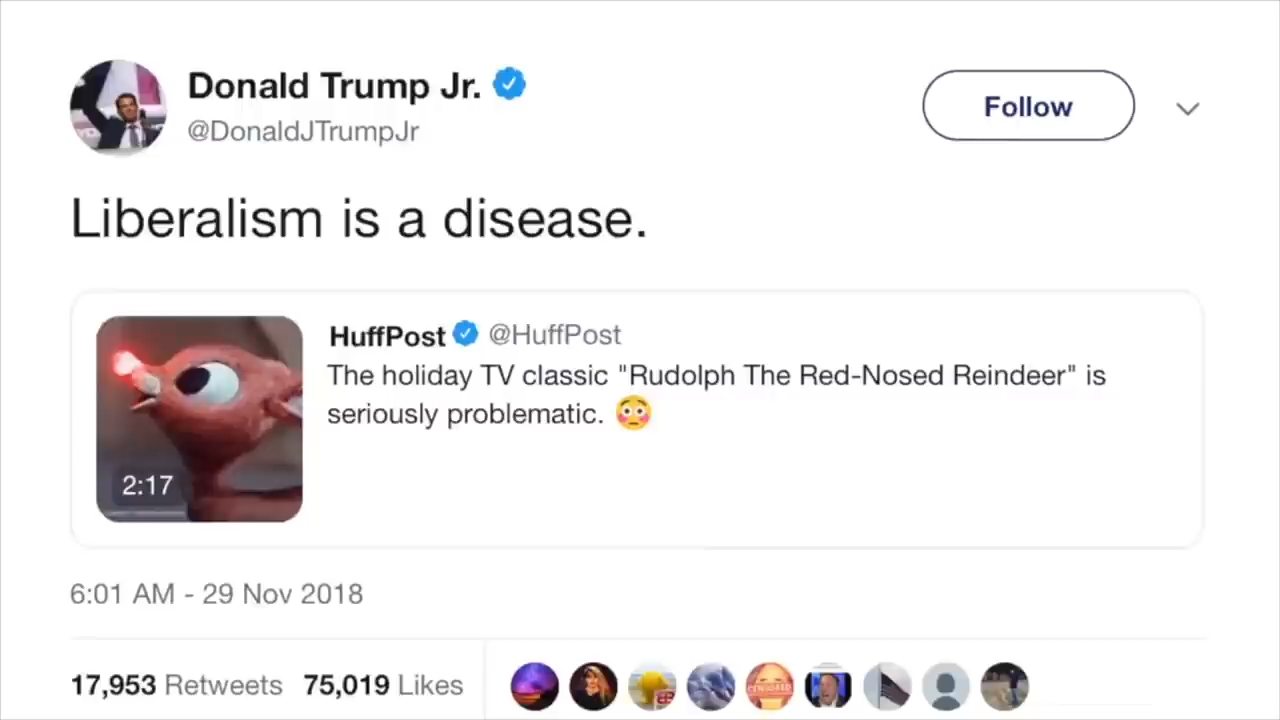 Donald Trump Jr.
@DonaldJTrumpJr
Follow
Liberalism is a disease.
HuffPost @HuffPost
The holiday TV classic "Rudolph The Red-Nosed Reindeer" is
seriously problematic. 😳
2:17
6:01 AM - 29 Nov 2018
17,953 Retweets 75,019 Likes
CENSORED